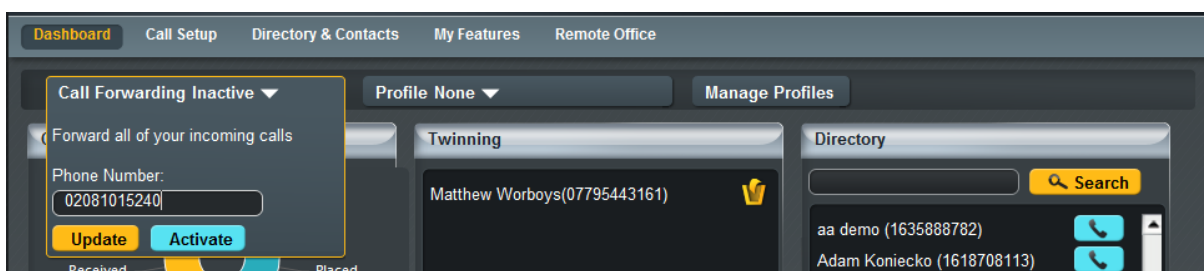 Dashboard Call Setup Directory & Contacts My Features Remote Office
Call Forwarding Inactive Profile None Manage Profiles
Forward all of your incoming calls
Phone Number:
02081015240
Update Activate
Received Placed
Twinning
Matthew Worboys(07795443161)
Directory
Search
aa demo (1635888782)
Adam Koniecko (1618708113)